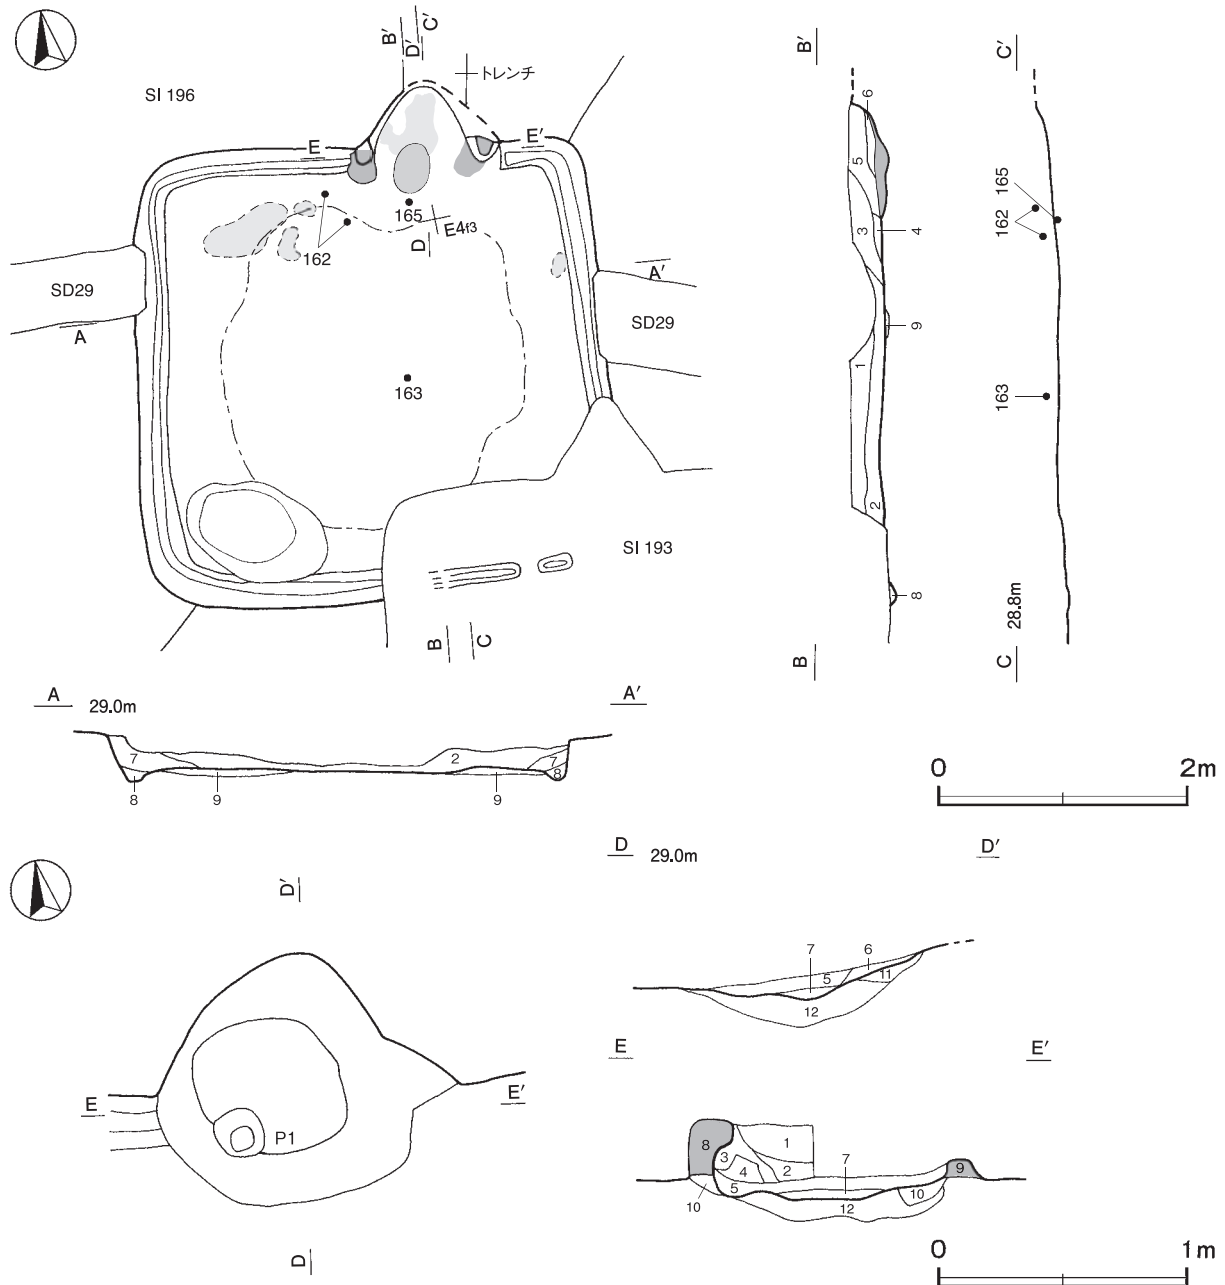 B'
D'
C'
トレンチ
SI 196
E
E'
165
E4f3
D
162
SD29
A
A'
SD29
163
SI 193
B
C
B'
6
5
3
4
9
1
2
8
B
C'
165
162
163
28.8m
C
A 29.0m
A'
7
2
7
8
8
9
9
0
2m
D 29.0m
D'
7
6
5
11
12
D'
E
E'
P1
D
E
E'
8
1
3
4
2
7
9
5
10
10
12
0
1m